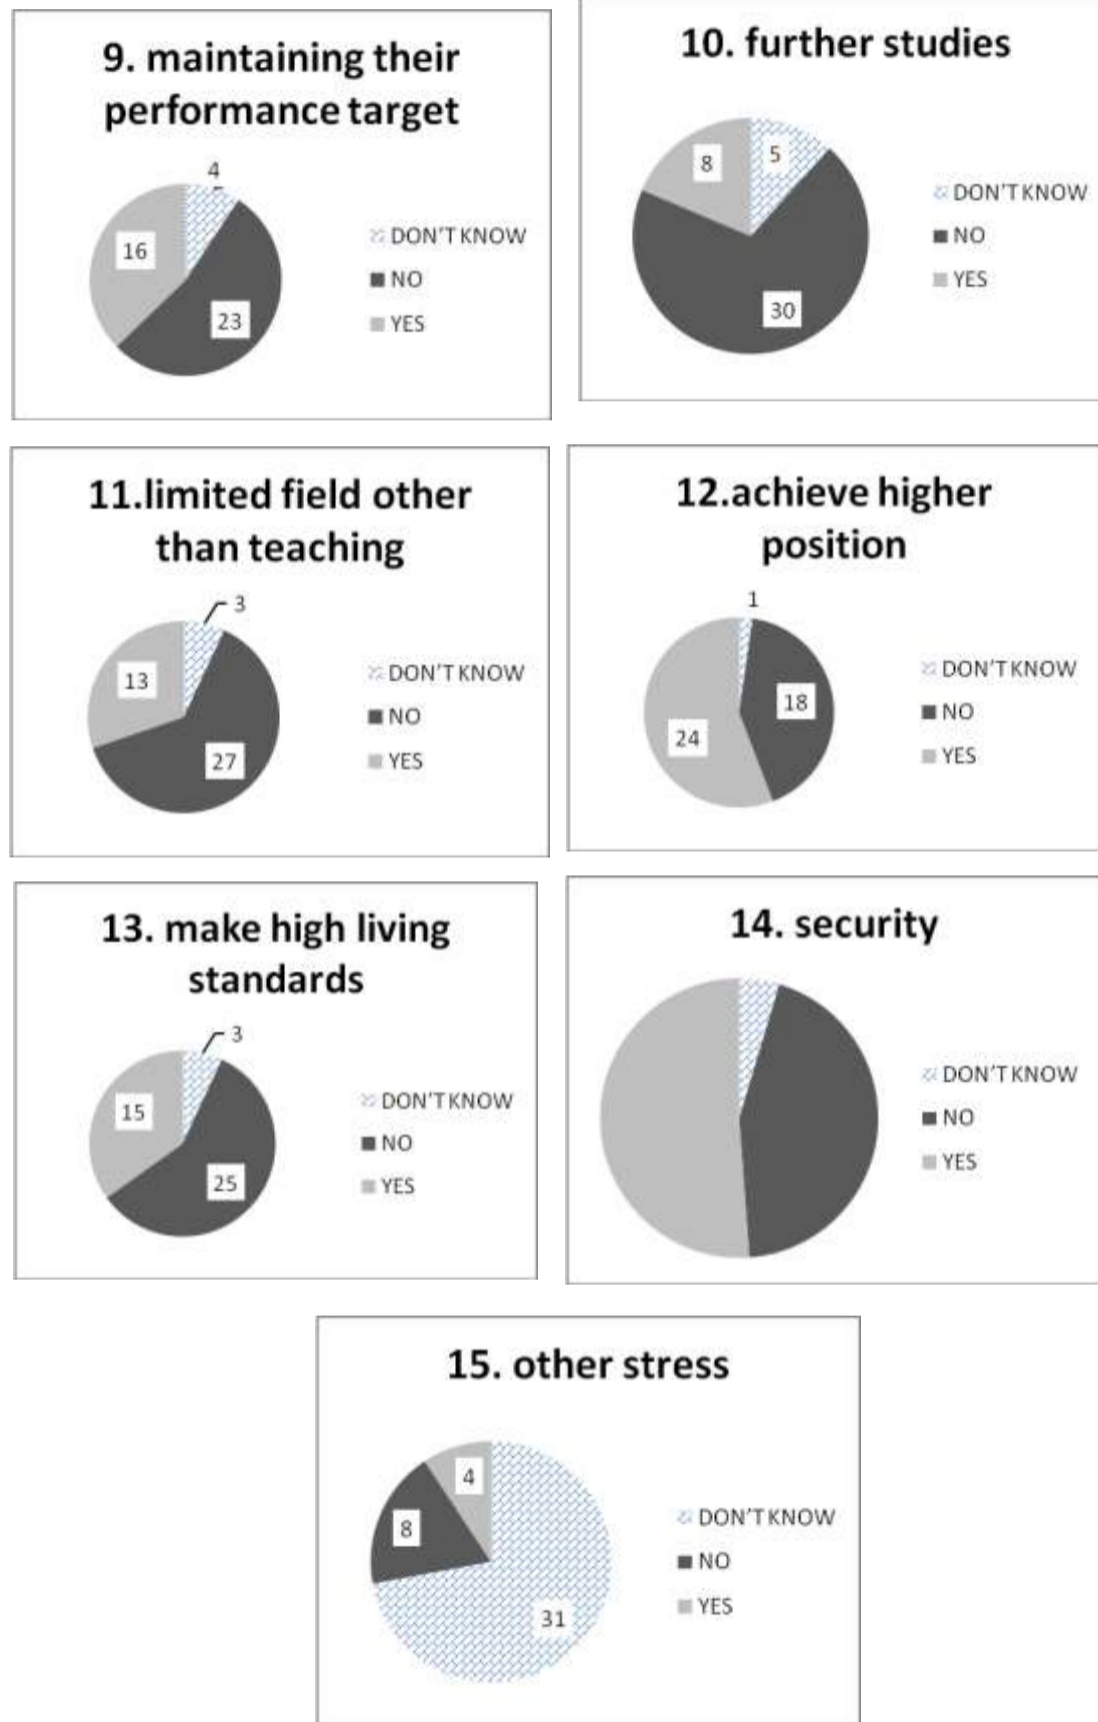 9. maintaining their
performance target
4
16
23
DON'T KNOW
NO
YES
10. further studies
5
8
30
DON'T KNOW
NO
YES
11.limited field other
than teaching
3
13
27
DON'T KNOW
NO
YES
12.achieve higher
position
1
18
24
DON'T KNOW
NO
YES
13. make high living
standards
3
15
25
DON'T KNOW
NO
YES
14. security
DON'T KNOW
NO
YES
15. other stress
4
8
31
DON'T KNOW
NO
YES